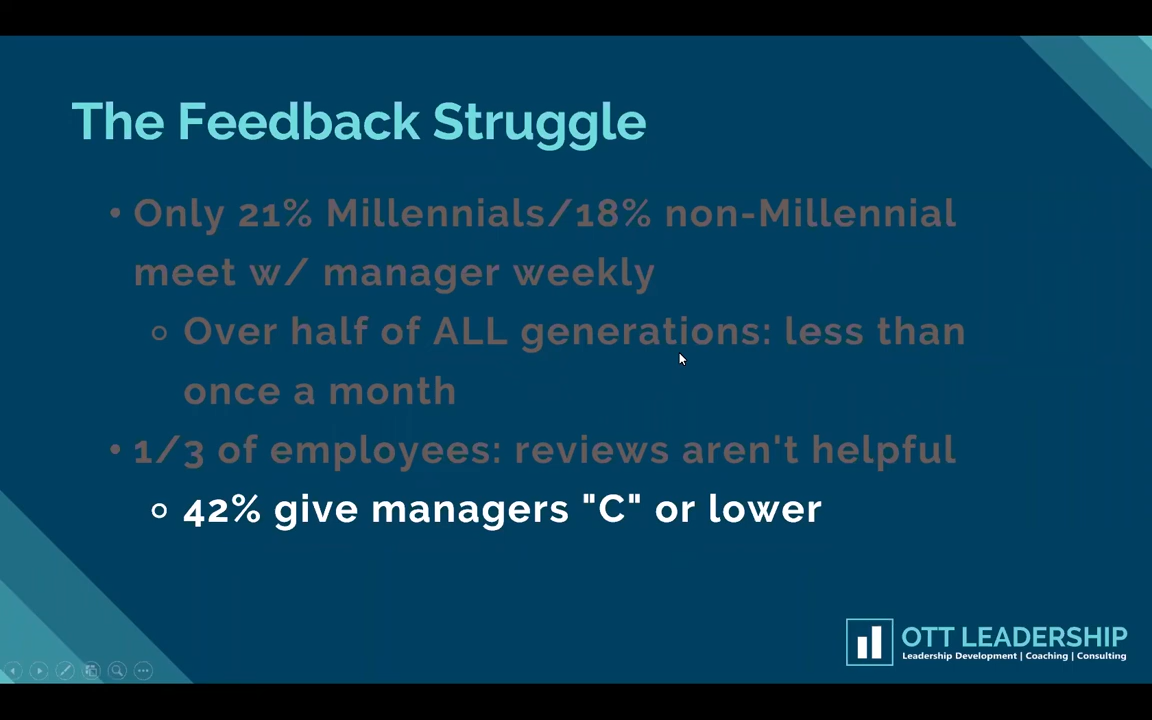 The Feedback Struggle
• Only 21% Millennials/18% non-Millennial
meet w/ manager weekly
○ Over half of ALL generations: less than
once a month
• 1/3 of employees: reviews aren't helpful
○ 42% give managers "C" or lower
OTT LEADERSHIP
Leadership Development | Coaching | Consulting